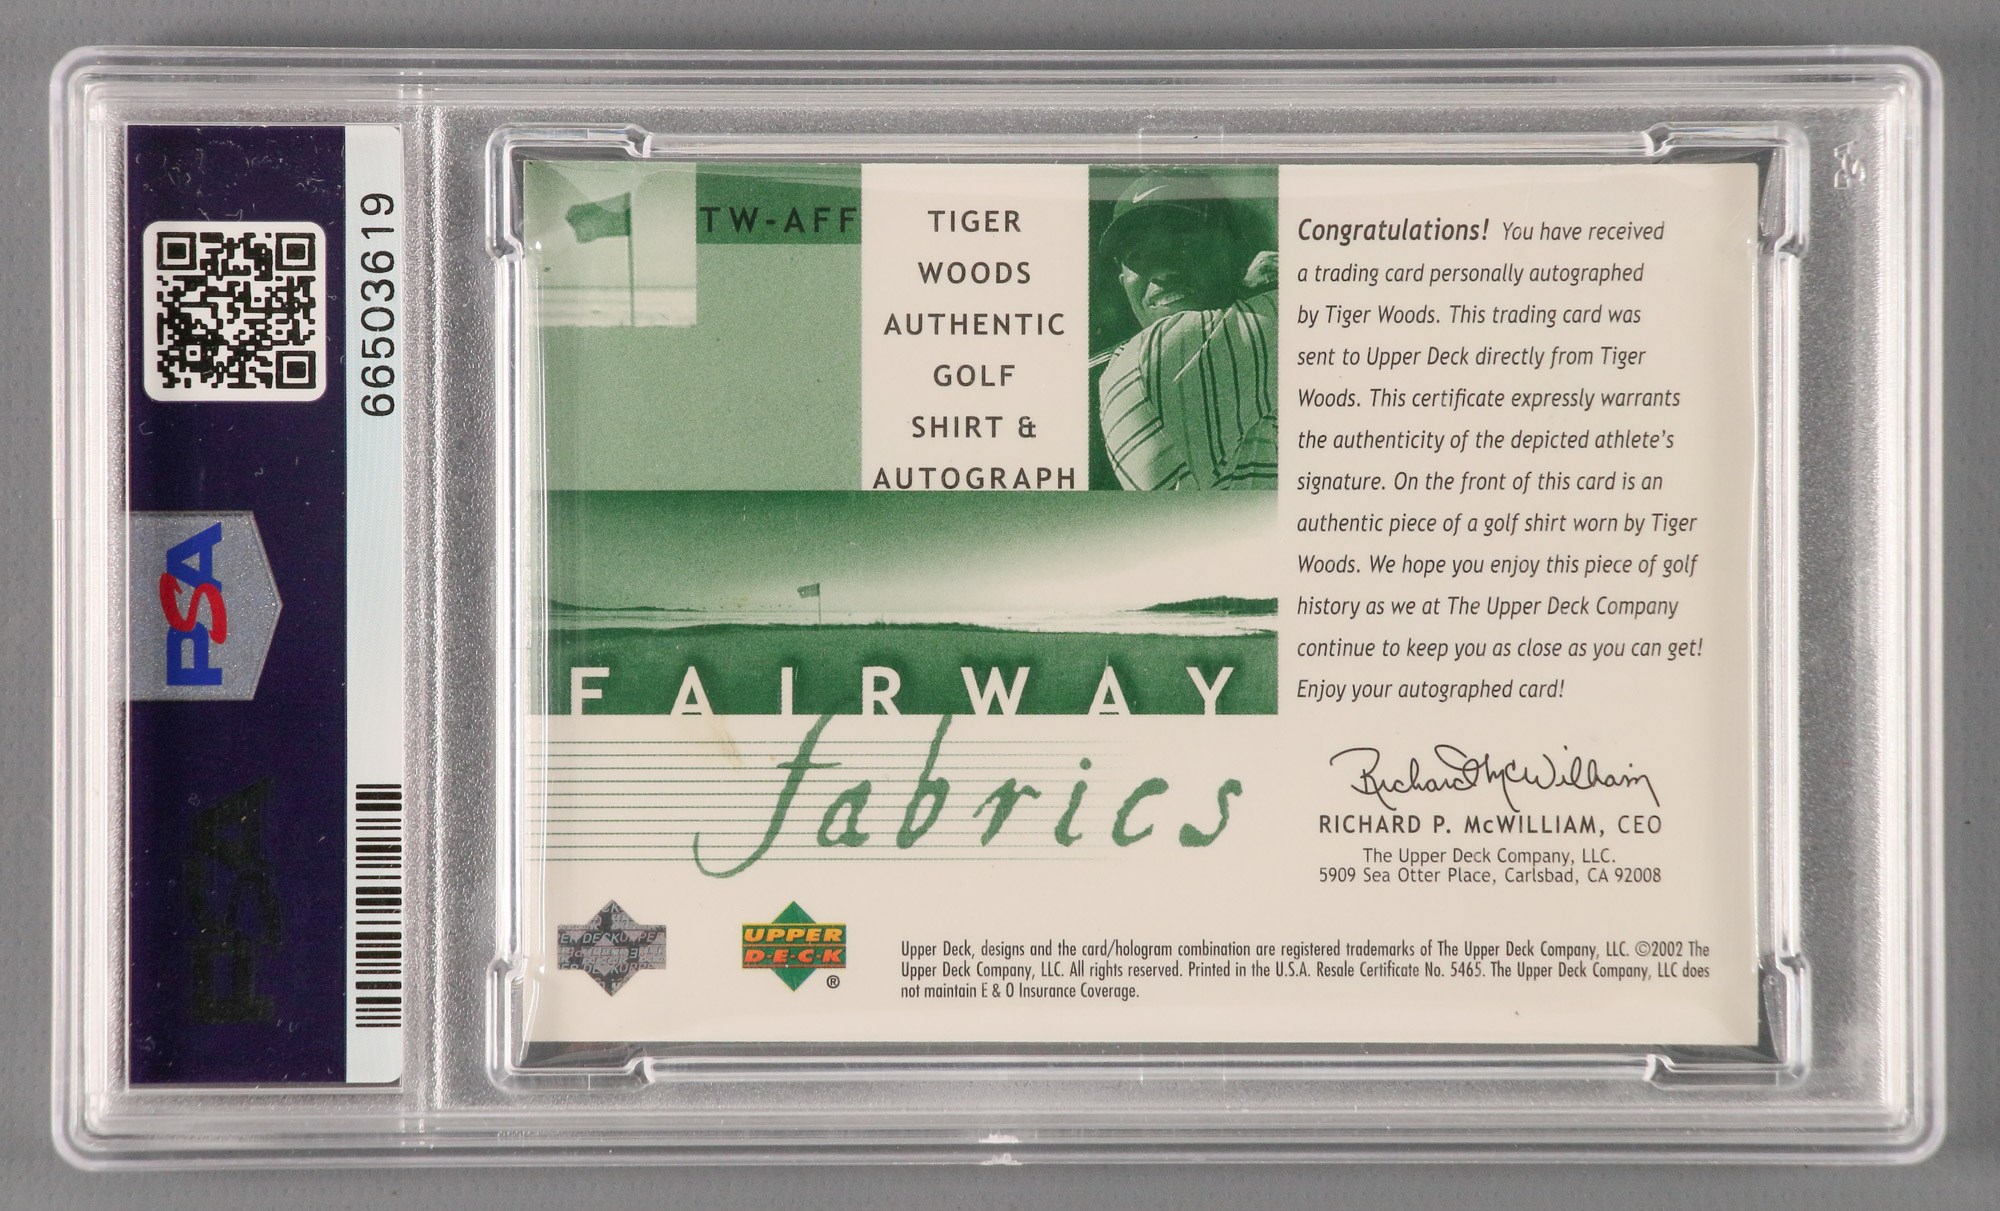 66503619
PSA
PSA
TW-AFF
TIGER
WOODS
AUTHENTIC
GOLF
SHIRT &
AUTOGRAPH
Congratulations! You have received
a trading card personally autographed
by Tiger Woods. This trading card was
sent to Upper Deck directly from Tiger
Woods. This certificate expressly warrants
the authenticity of the depicted athlete's
signature. On the front of this card is an
authentic piece of a golf shirt worn by Tiger
Woods. We hope you enjoy this piece of golf
history as we at The Upper Deck Company
continue to keep you as close as you can get!
Enjoy your autographed card!
FAIRWAY
fabrics
Richard P. McWilliam
RICHARD P. McWILLIAM, CEO
The Upper Deck Company, LLC.
5909 Sea Otter Place, Carlsbad, CA 92008
UPPER
D·E·C·K
®
Upper Deck, designs and the card/hologram combination are registered trademarks of The Upper Deck Company, LLC. ©2002 The
Upper Deck Company, LLC. All rights reserved. Printed in the U.S.A. Resale Certificate No. 5465. The Upper Deck Company, LLC does
not maintain E & O Insurance Coverage.